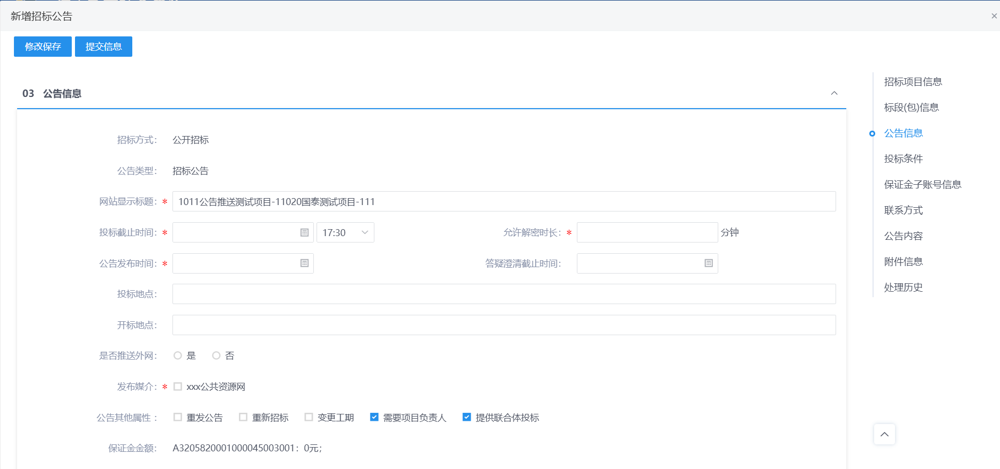 新增招标公告
×
修改保存 提交信息
03 公告信息
招标方式： 公开招标
公告类型： 招标公告
网站显示标题：* 1011公告推送测试项目-11020国泰测试项目-111
投标截止时间：* 17:30 允许解密时长：* 分钟
公告发布时间：* 答疑澄清截止时间：
投标地点：
开标地点：
是否推送外网： 是 否
发布媒介：* xxx公共资源网
公告其他属性： 重发公告 重新招标 变更工期 需要项目负责人 提供联合体投标
保证金金额： A3205820001000045003001：0元；
招标项目信息
标段(包)信息
公告信息
投标条件
保证金子账号信息
联系方式
公告内容
附件信息
处理历史